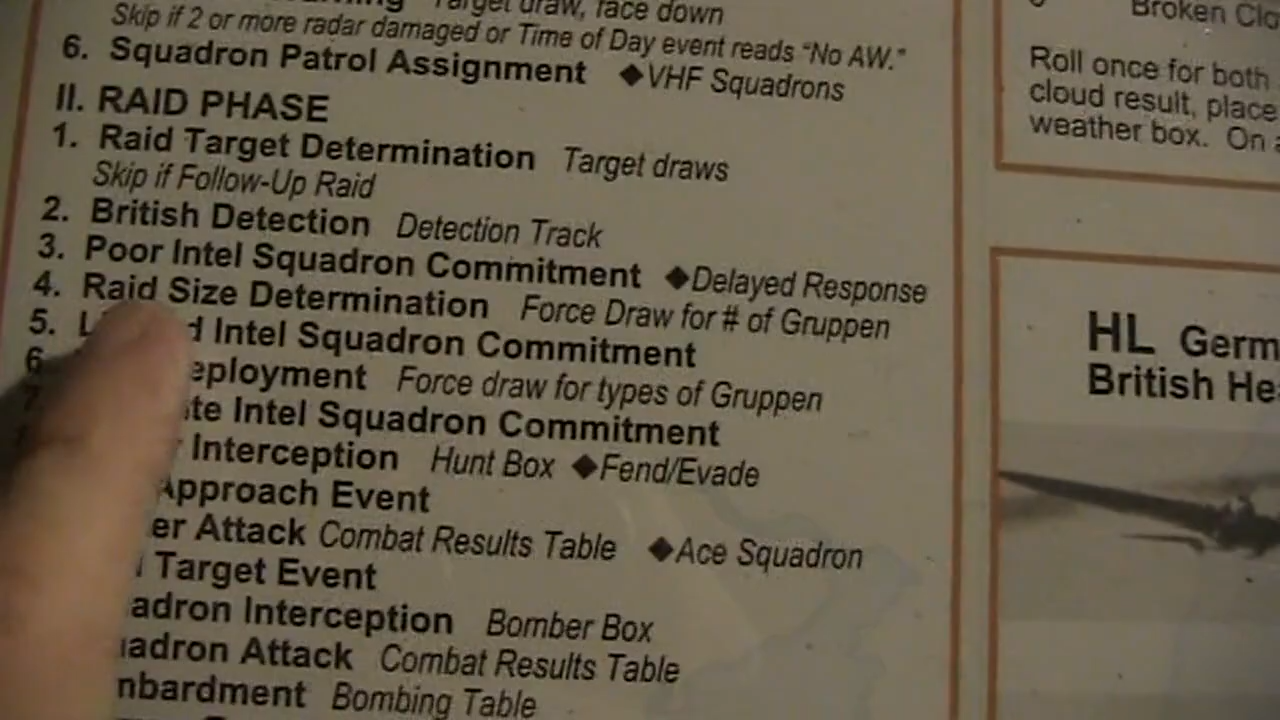 Target draw, face down
Skip if 2 or more radar damaged or Time of Day event reads "No AW."
6. Squadron Patrol Assignment ◆VHF Squadrons
II. RAID PHASE
1. Raid Target Determination Target draws
Skip if Follow-Up Raid
2. British Detection Detection Track
3. Poor Intel Squadron Commitment ◆Delayed Response
4. Raid Size Determination Force Draw for # of Gruppen
5. Intel Squadron Commitment
6. eployment Force draw for types of Gruppen
te Intel Squadron Commitment
Interception Hunt Box ◆Fend/Evade
Approach Event
er Attack Combat Results Table ◆Ace Squadron
Target Event
adron Interception Bomber Box
adron Attack Combat Results Table
mbardment Bombing Table
Broken Clo
Roll once for both
cloud result, place
weather box. On
HL Germ
British He